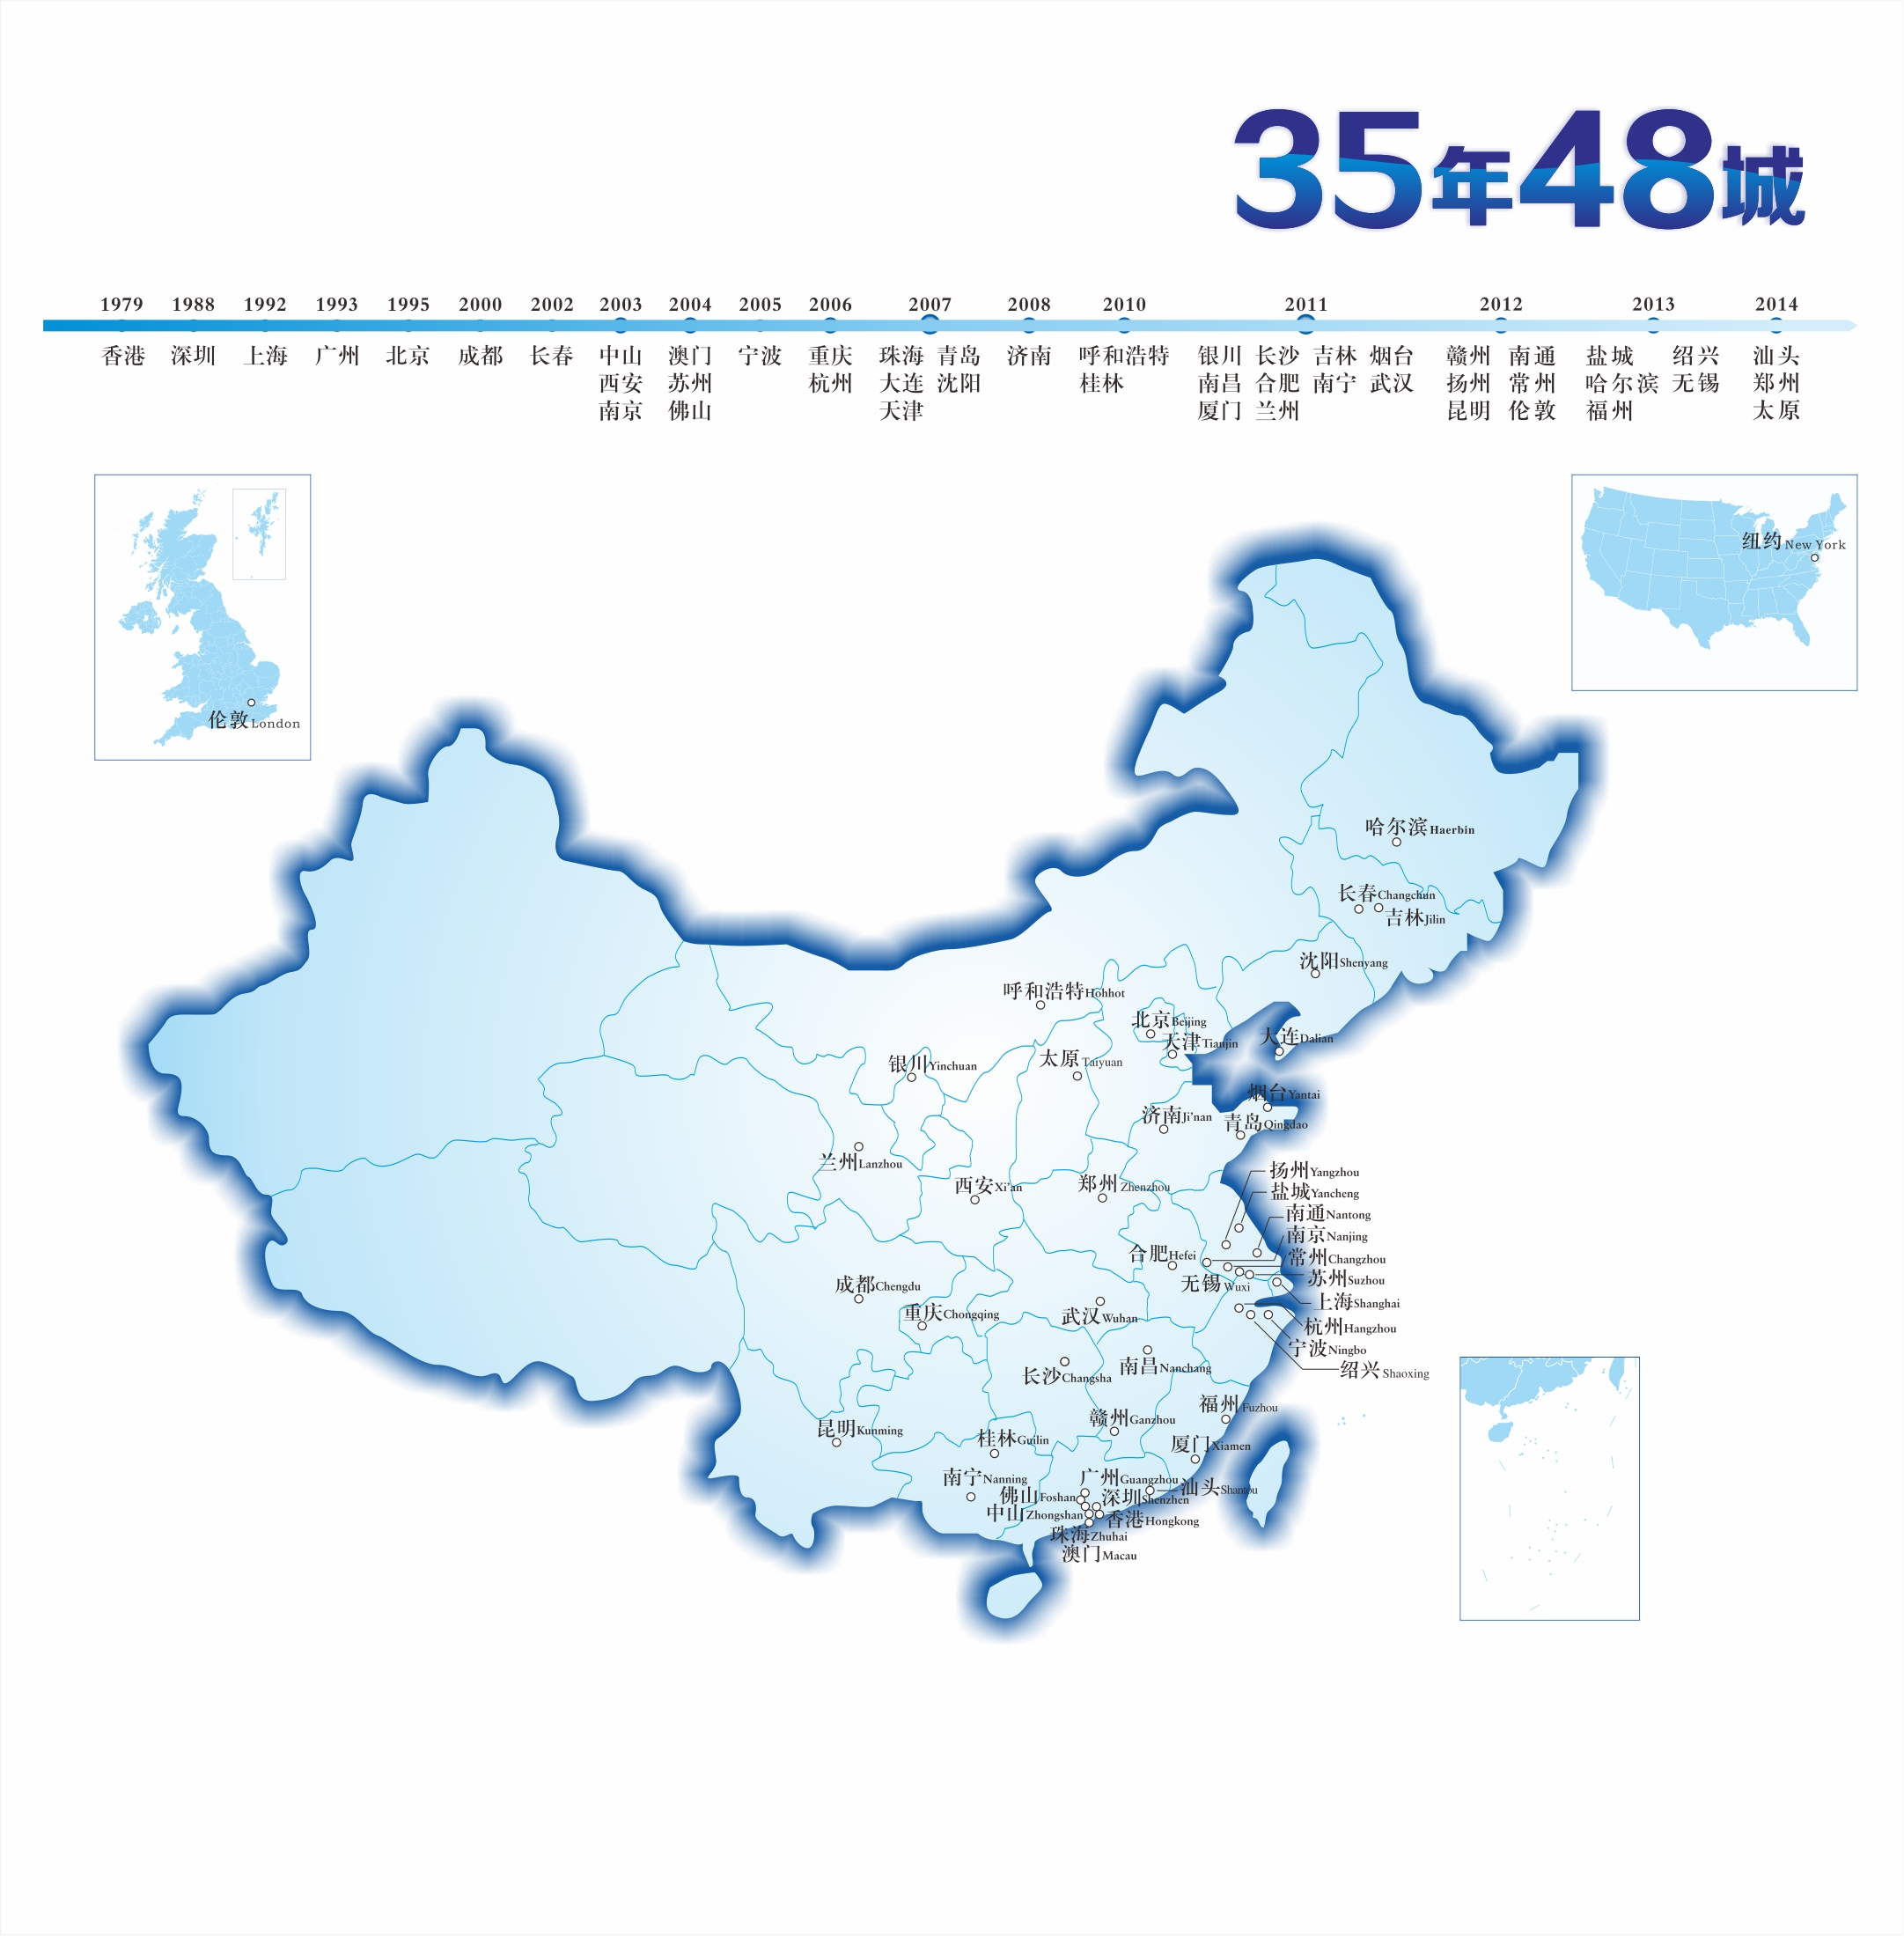 35年48城
1979 1988 1992 1993 1995 2000 2002 2003 2004 2005 2006 2007 2008 2010 2011 2012 2013 2014
香港 深圳 上海 广州 北京 成都 长春 中山 澳门 宁波 重庆 珠海 青岛 济南 呼和浩特 银川 长沙 吉林 烟台 赣州 南通 盐城 绍兴 汕头
西安 苏州 杭州 大连 沈阳 桂林 南昌 合肥 南宁 武汉 扬州 常州 哈尔滨 无锡 郑州
南京 佛山 天津 厦门 兰州 昆明 伦敦 福州 太原
纽约 New York
伦敦 London
哈尔滨 Haerbin
长春 Changchun
吉林 Jilin
沈阳 Shenyang
呼和浩特 Hohhot
北京 Beijing
天津 Tianjin
大连 Dalian
太原 Taiyuan
银川 Yinchuan
烟台 Yantai
济南 Ji'nan
青岛 Qingdao
兰州 Lanzhou
扬州 Yangzhou
西安 Xi'an
郑州 Zhenzhou
盐城 Yancheng
南通 Nantong
南京 Nanjing
合肥 Hefei
常州 Changzhou
苏州 Suzhou
成都 Chengdu
无锡 Wuxi
上海 Shanghai
重庆 Chongqing
武汉 Wuhan
杭州 Hangzhou
宁波 Ningbo
南昌 Nanchang
绍兴 Shaoxing
长沙 Changsha
福州 Fuzhou
赣州 Ganzhou
昆明 Kunming
桂林 Guilin
厦门 Xiamen
南宁 Nanning
广州 Guangzhou
汕头 Shantou
佛山 Foshan
深圳 Shenzhen
中山 Zhongshan
香港 Hongkong
珠海 Zhuhai
澳门 Macau